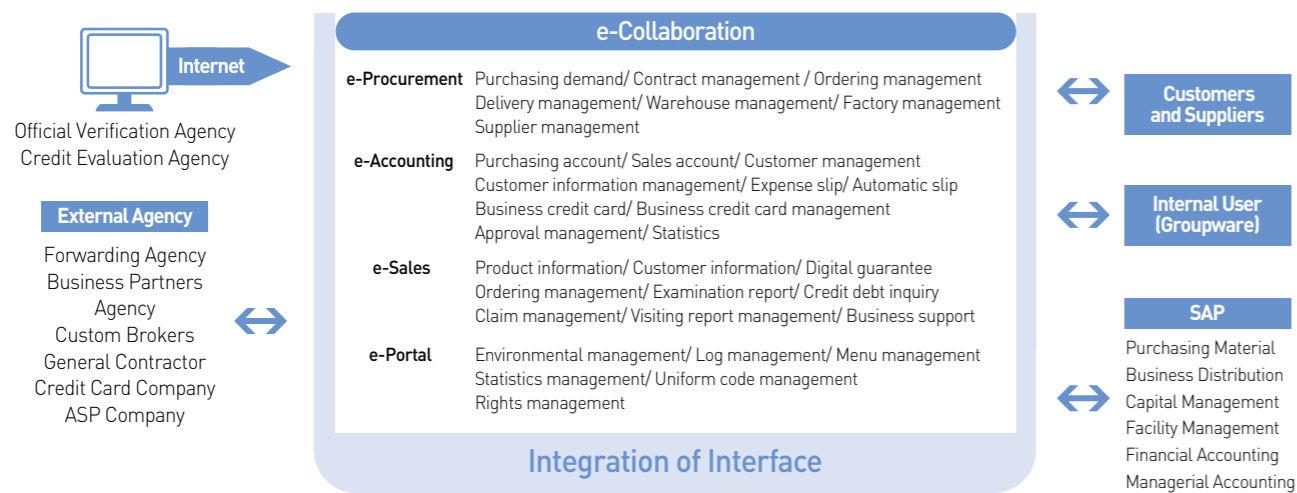 Internet
Official Verification Agency
Credit Evaluation Agency
External Agency
Forwarding Agency
Business Partners
Agency
Custom Brokers
General Contractor
Credit Card Company
ASP Company
e-Collaboration
e-Procurement Purchasing demand/ Contract management / Ordering management
Delivery management/ Warehouse management/ Factory management
Supplier management
e-Accounting Purchasing account/ Sales account/ Customer management
Customer information management/ Expense slip/ Automatic slip
Business credit card/ Business credit card management
Approval management/ Statistics
e-Sales Product information/ Customer information/ Digital guarantee
Ordering management/ Examination report/ Credit debt inquiry
Claim management/ Visiting report management/ Business support
e-Portal Environmental management/ Log management/ Menu management
Statistics management/ Uniform code management
Rights management
Integration of Interface
Customers
and Suppliers
Internal User
(Groupware)
SAP
Purchasing Material
Business Distribution
Capital Management
Facility Management
Financial Accounting
Managerial Accounting